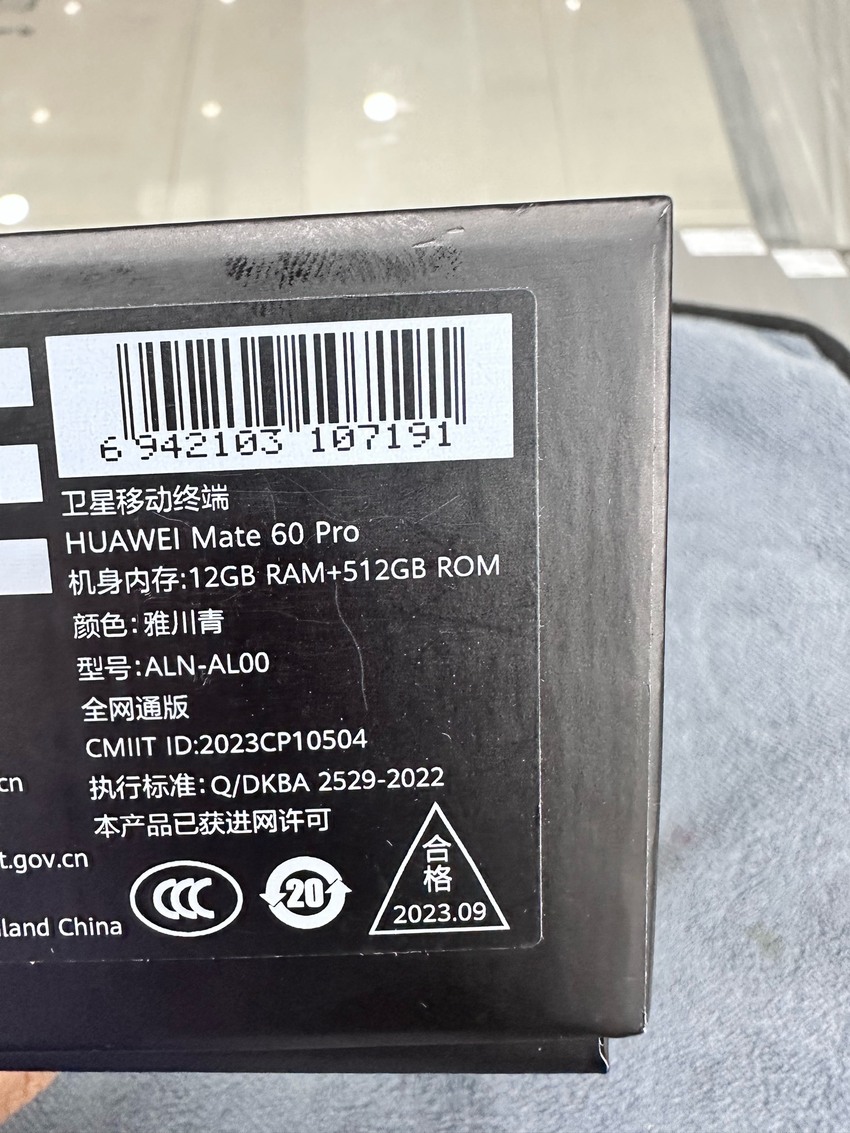 6 942103 107191
卫星移动终端
HUAWEI Mate 60 Pro
机身内存:12GB RAM+512GB ROM
颜色:雅川青
型号:ALN-AL00
全网通版
CMIIT ID:2023CP10504
cn
执行标准:Q/DKBA 2529-2022
本产品已获进网许可
t.gov.cn
CCC
20
合格
2023.09
land China